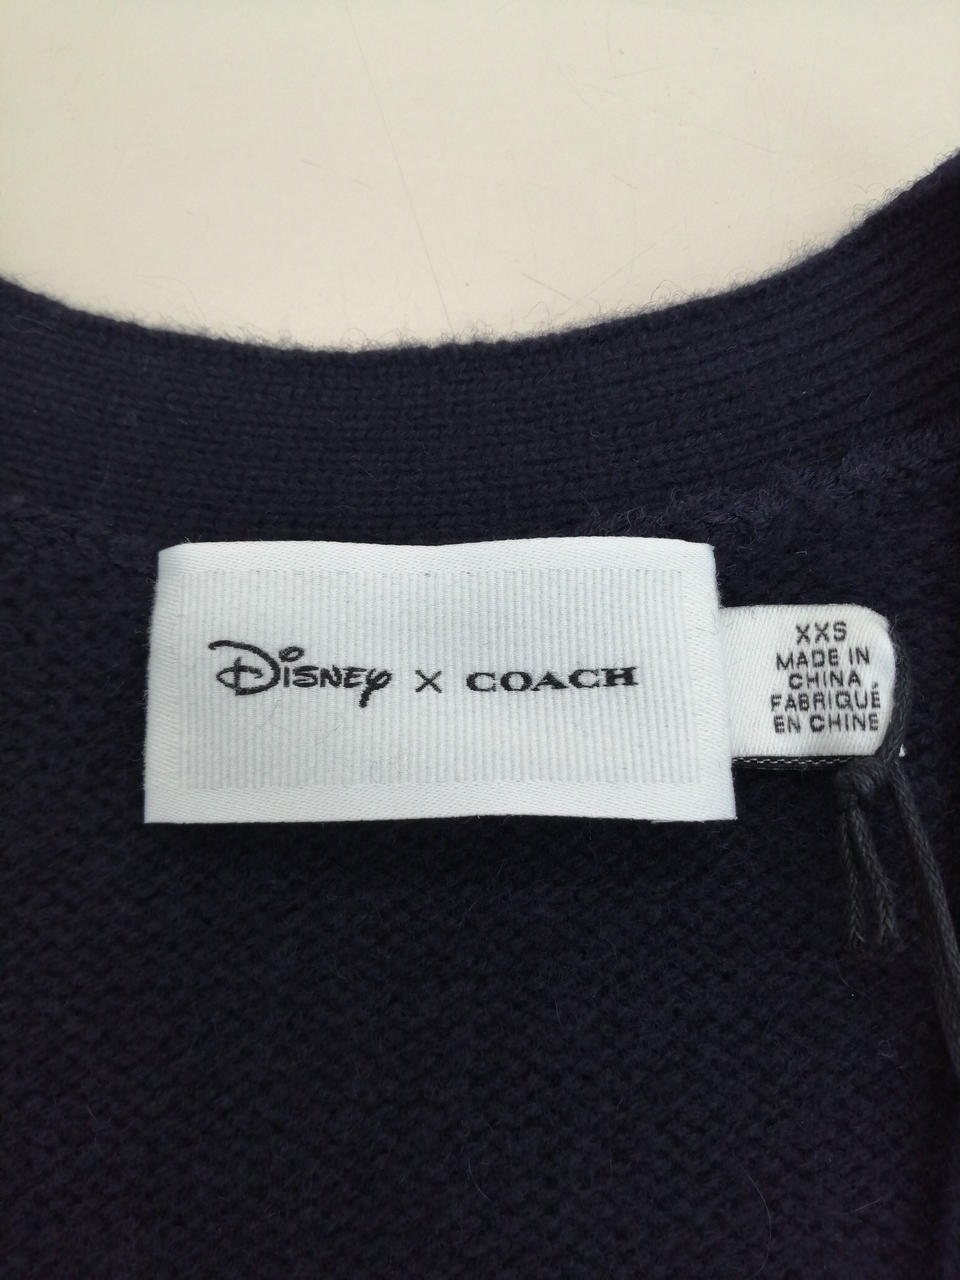 Disney x COACH
XXS
MADE IN
CHINA
FABRIQUÉ
EN CHINE